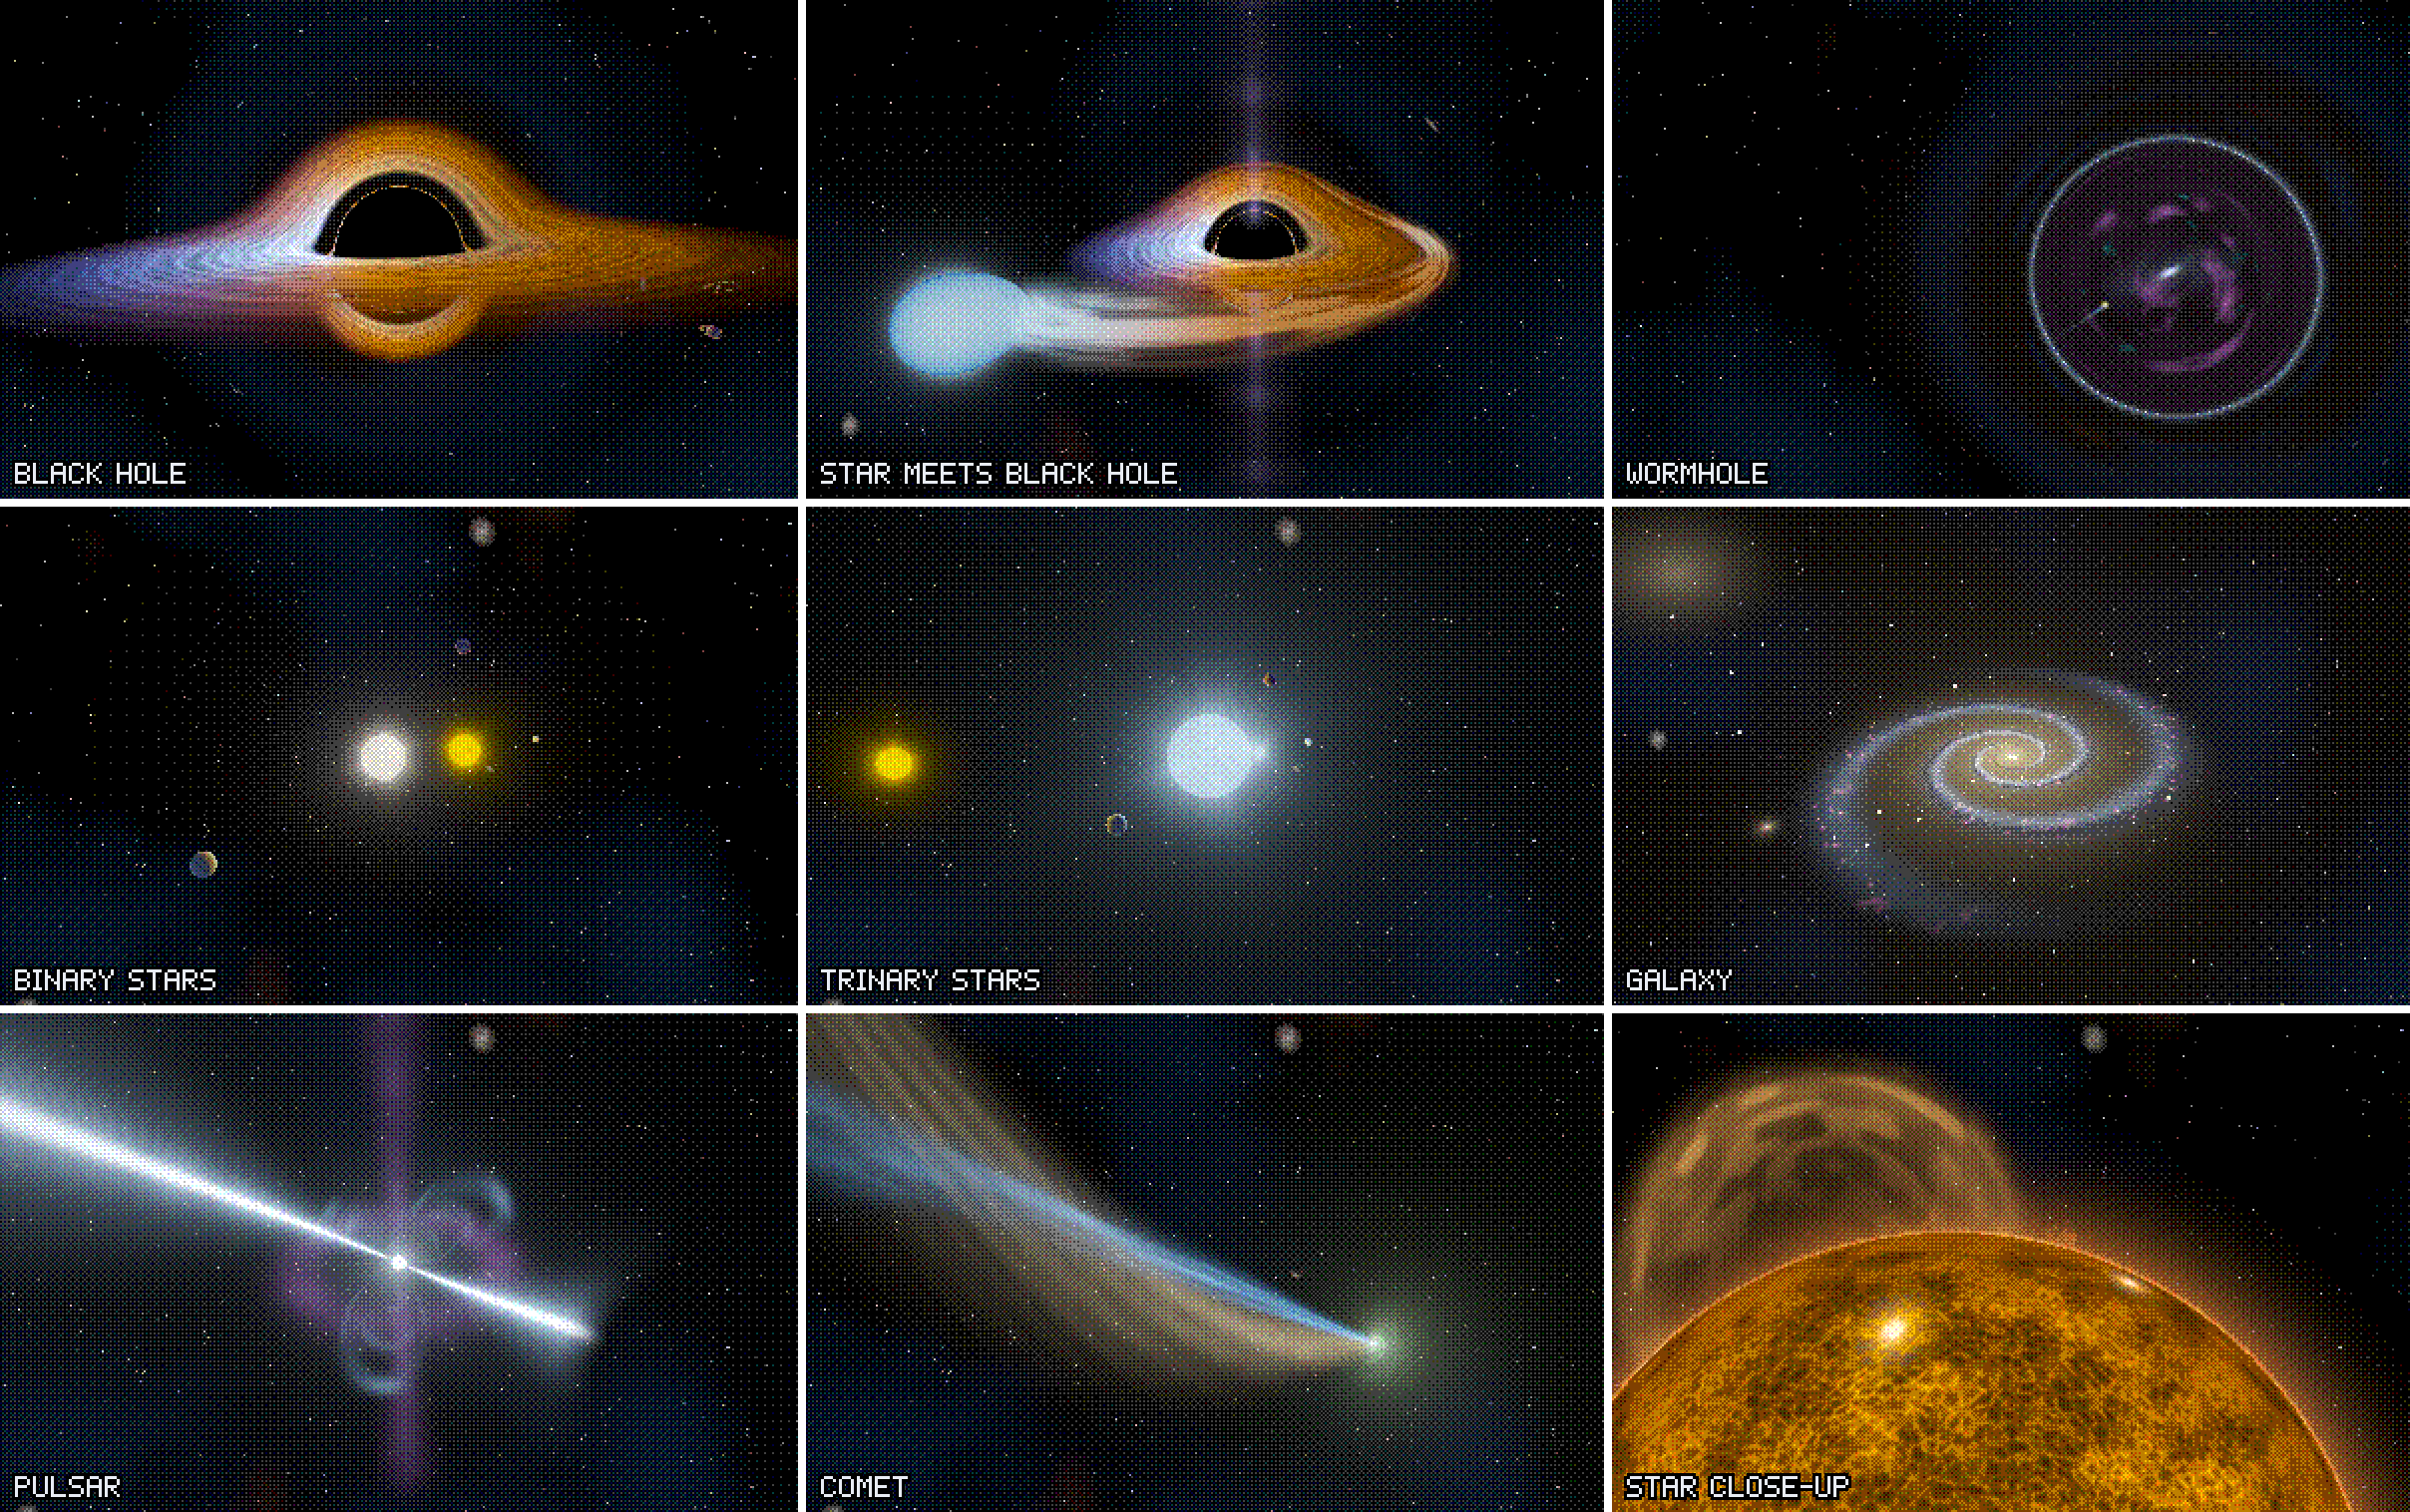 BLACK HOLE
STAR MEETS BLACK HOLE
WORMHOLE
BINARY STARS
TRINARY STARS
GALAXY
PULSAR
COMET
STAR CLOSE-UP